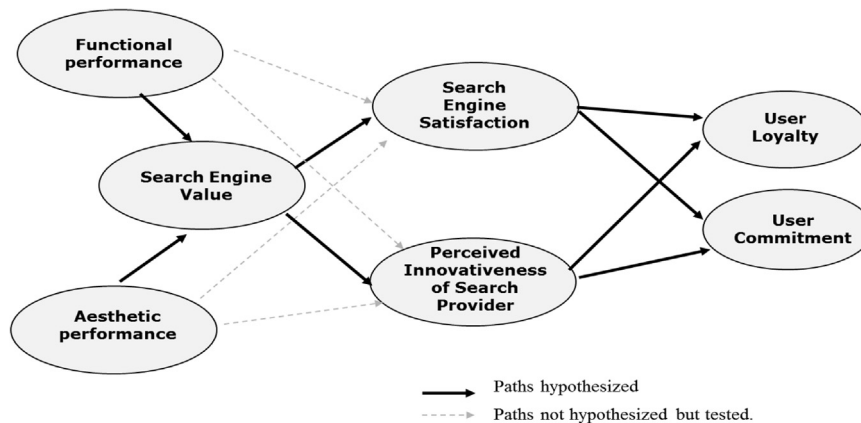 Functional
performance
Search
Engine
Satisfaction
User
Loyalty
Search Engine
Value
User
Commitment
Perceived
Innovativeness
of Search
Provider
Aesthetic
performance
Paths hypothesized
Paths not hypothesized but tested.